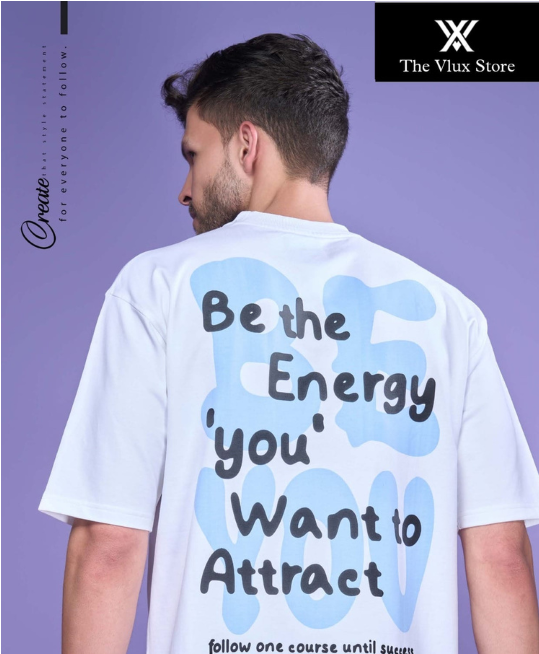 The Vlux Store
Create that style statement
for everyone to follow.
BE
YOU
Be the
Energy
'you'
Want to
Attract
follow one course until success